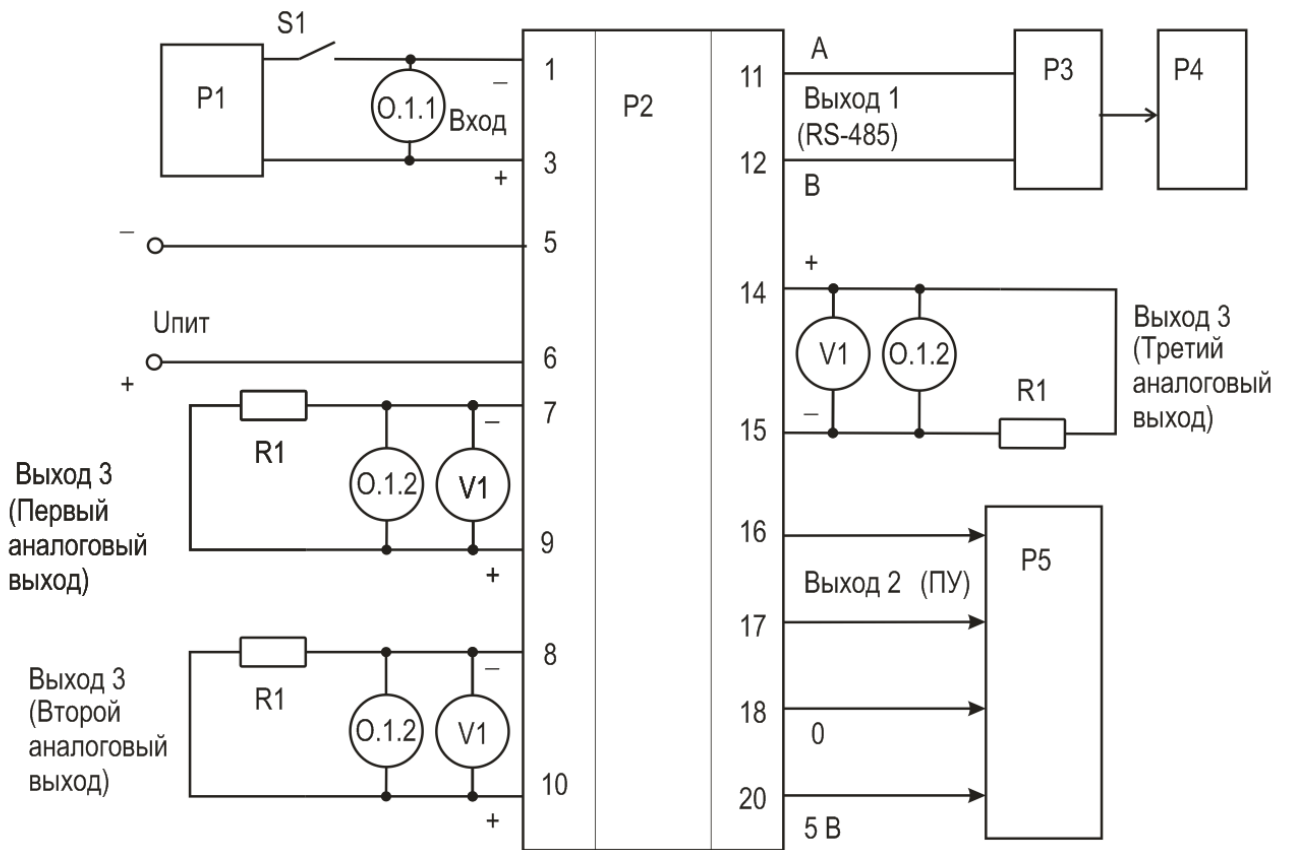 S1
P1
O.1.1
–
Вход
+
1
3
P2
11
12
A
Выход 1
(RS-485)
B
P3
P4
–
5
Uпит
6
+
7
R1
O.1.2
V1
–
Выход 3
(Первый
аналоговый
выход)
9
+
8
R1
O.1.2
V1
–
Выход 3
(Второй
аналоговый
выход)
10
+
+
14
V1
O.1.2
–
15
R1
Выход 3
(Третий
аналоговый
выход)
16
Выход 2 (ПУ)
17
18
0
20
5 В
P5